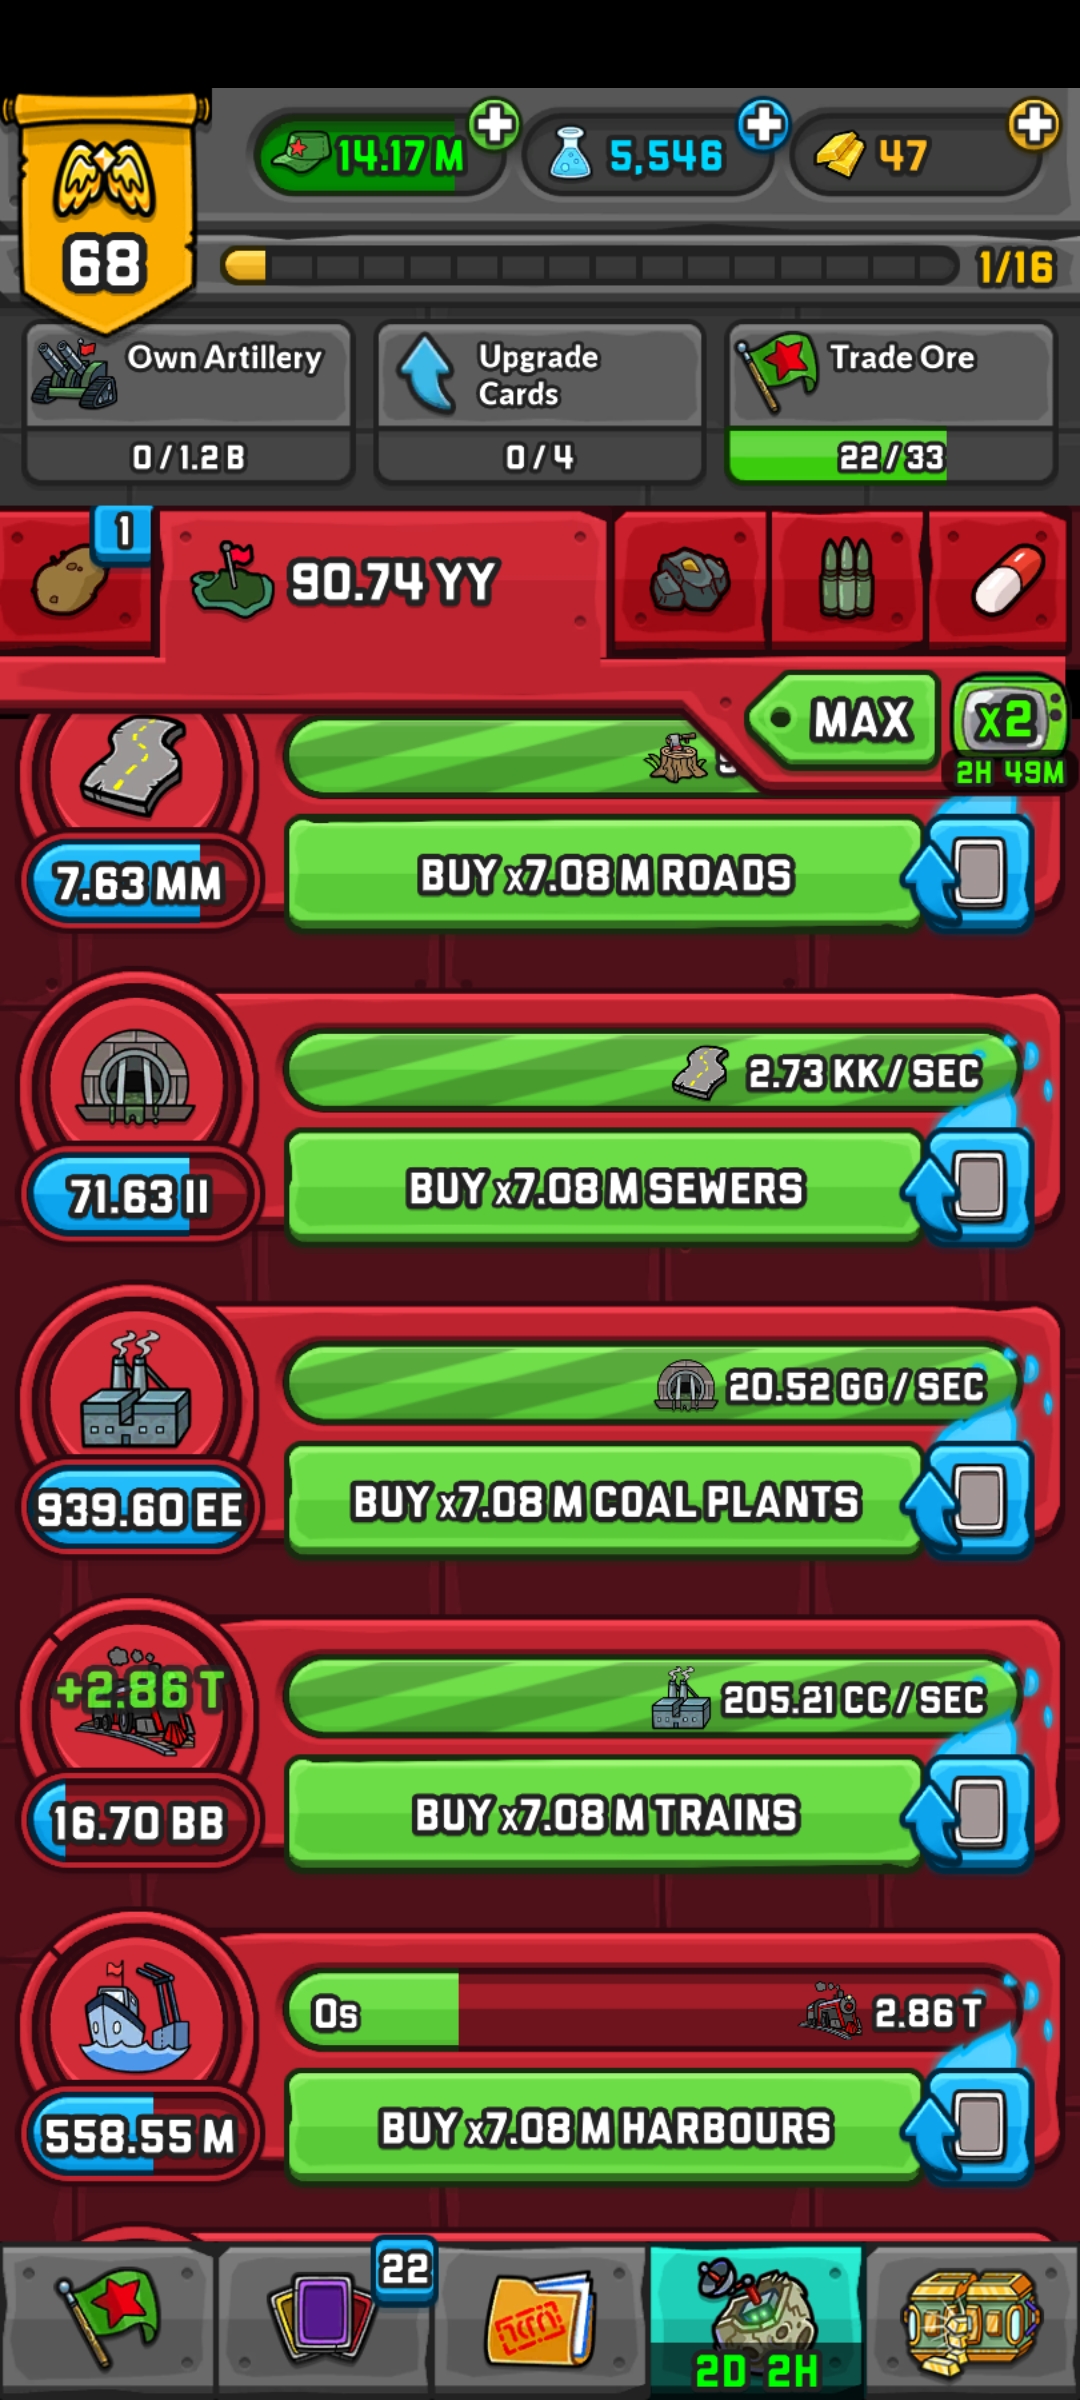 14.17 M
5,546
47
68
1/16
Own Artillery
0 / 1.2 B
Upgrade
Cards
0 / 4
Trade Ore
22 / 33
1
90.74 YY
MAX
x2
2H 49M
7.63 MM
BUY x7.08 M ROADS
2.73 KK / SEC
71.63 II
BUY x7.08 M SEWERS
20.52 GG / SEC
939.60 EE
BUY x7.08 M COAL PLANTS
+2.86 T
205.21 CC / SEC
16.70 BB
BUY x7.08 M TRAINS
0s
2.86 T
558.55 M
BUY x7.08 M HARBOURS
22
2D 2H